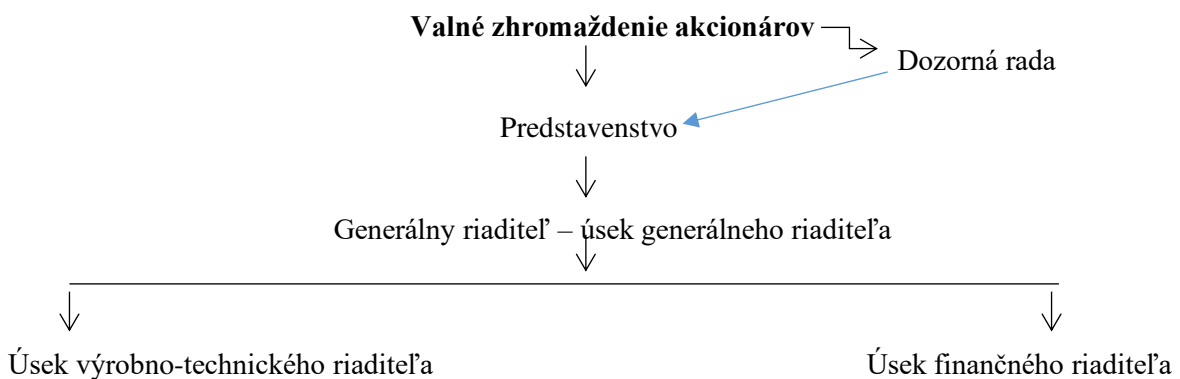 Valné zhromaždenie akcionárov
Dozorná rada
Predstavenstvo
Generálny riaditeľ – úsek generálneho riaditeľa
Úsek výrobno-technického riaditeľa
Úsek finančného riaditeľa